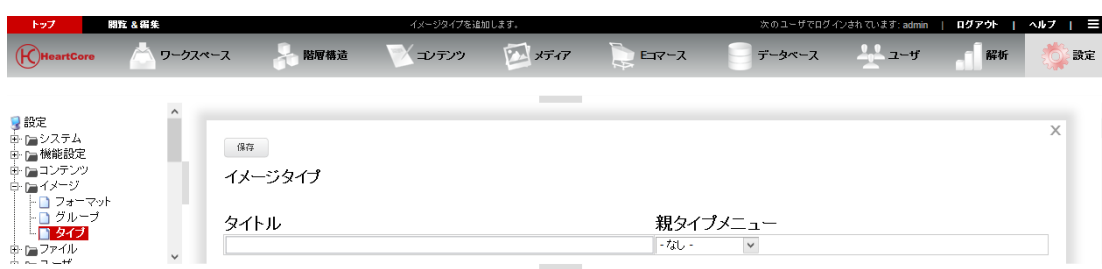 トップ 閲覧 & 編集 イメージタイプを追加します。 次のユーザでログインされています: admin | ログアウト | ヘルプ |
HeartCore ワークスペース 階層構造 コンテンツ メディア Eコマース データベース ユーザ 解析 設定
設定
システム
機能設定
コンテンツ
イメージ
フォーマット
グループ
タイプ
ファイル
ユーザ
X
保存
イメージタイプ
タイトル 親タイプメニュー
- なし -